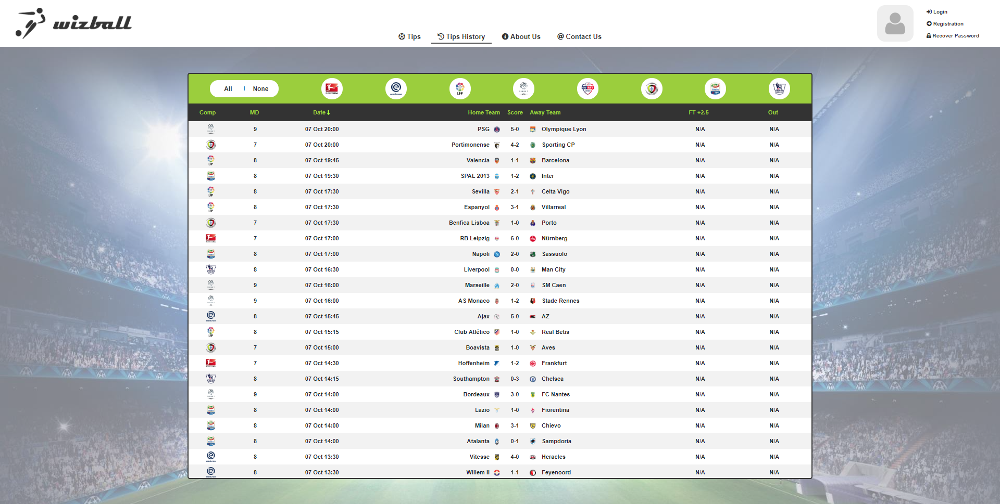 wizball
Tips
Tips History
About Us
Contact Us
Login
Registration
Recover Password
All | None
Comp MD Date Home Team Score Away Team FT +2.5 Out
9 07 Oct 20:00 PSG 5-0 Olympique Lyon N/A N/A
7 07 Oct 20:00 Portimonense 4-2 Sporting CP N/A N/A
8 07 Oct 19:45 Valencia 1-1 Barcelona N/A N/A
8 07 Oct 19:30 SPAL 2013 1-2 Inter N/A N/A
8 07 Oct 17:30 Sevilla 2-1 Celta Vigo N/A N/A
8 07 Oct 17:30 Espanyol 3-1 Villarreal N/A N/A
7 07 Oct 17:30 Benfica Lisboa 1-0 Porto N/A N/A
7 07 Oct 17:00 RB Leipzig 6-0 Nürnberg N/A N/A
8 07 Oct 17:00 Napoli 2-0 Sassuolo N/A N/A
8 07 Oct 16:30 Liverpool 0-0 Man City N/A N/A
9 07 Oct 16:00 Marseille 2-0 SM Caen N/A N/A
9 07 Oct 16:00 AS Monaco 1-2 Stade Rennes N/A N/A
8 07 Oct 15:45 Ajax 5-0 AZ N/A N/A
8 07 Oct 15:15 Club Atlético 1-0 Real Betis N/A N/A
7 07 Oct 15:00 Boavista 1-0 Aves N/A N/A
7 07 Oct 14:30 Hoffenheim 1-2 Frankfurt N/A N/A
8 07 Oct 14:15 Southampton 0-3 Chelsea N/A N/A
9 07 Oct 14:00 Bordeaux 3-0 FC Nantes N/A N/A
8 07 Oct 14:00 Lazio 1-0 Fiorentina N/A N/A
8 07 Oct 14:00 Milan 3-1 Chievo N/A N/A
8 07 Oct 14:00 Atalanta 0-1 Sampdoria N/A N/A
8 07 Oct 13:30 Vitesse 4-0 Heracles N/A N/A
8 07 Oct 13:30 Willem II 1-1 Feyenoord N/A N/A